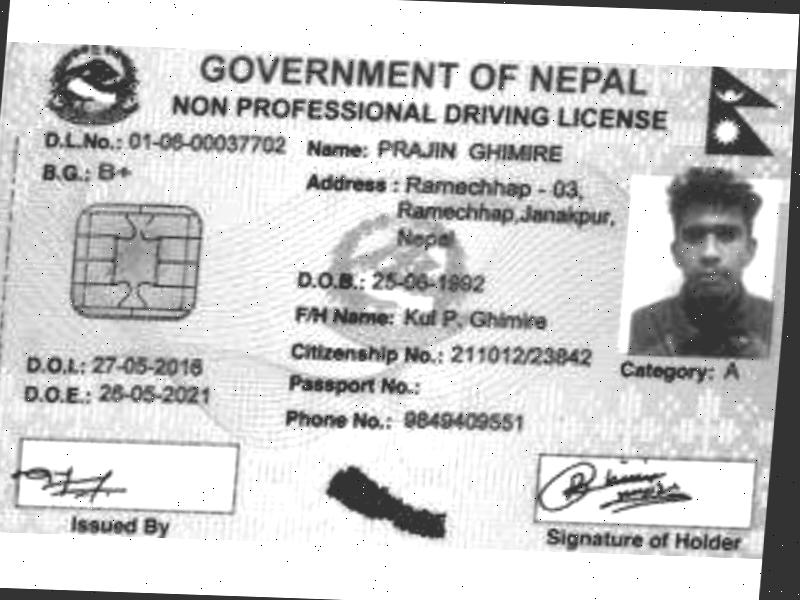 GOVERNMENT OF NEPAL
NON PROFESSIONAL DRIVING LICENSE
D.L.No.: 01-06-00037702
B.G.: B+
Name: PRAJIN GHIMIRE
Address : Ramechhap - 03,
Ramechhap,Janakpur,
Nepal
D.O.B.: 25-06-1992
F/H Name: Kul P. Ghimire
Citizenship No.: 211012/23842
Passport No.:
Phone No.: 9849409551
D.O.I.: 27-05-2016
D.O.E.: 26-05-2021
Category: A
Issued By
Signature of Holder